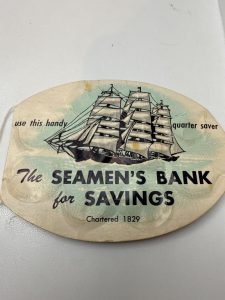 use this handy quarter saver
The SEAMEN'S BANK
for SAVINGS
Chartered 1829